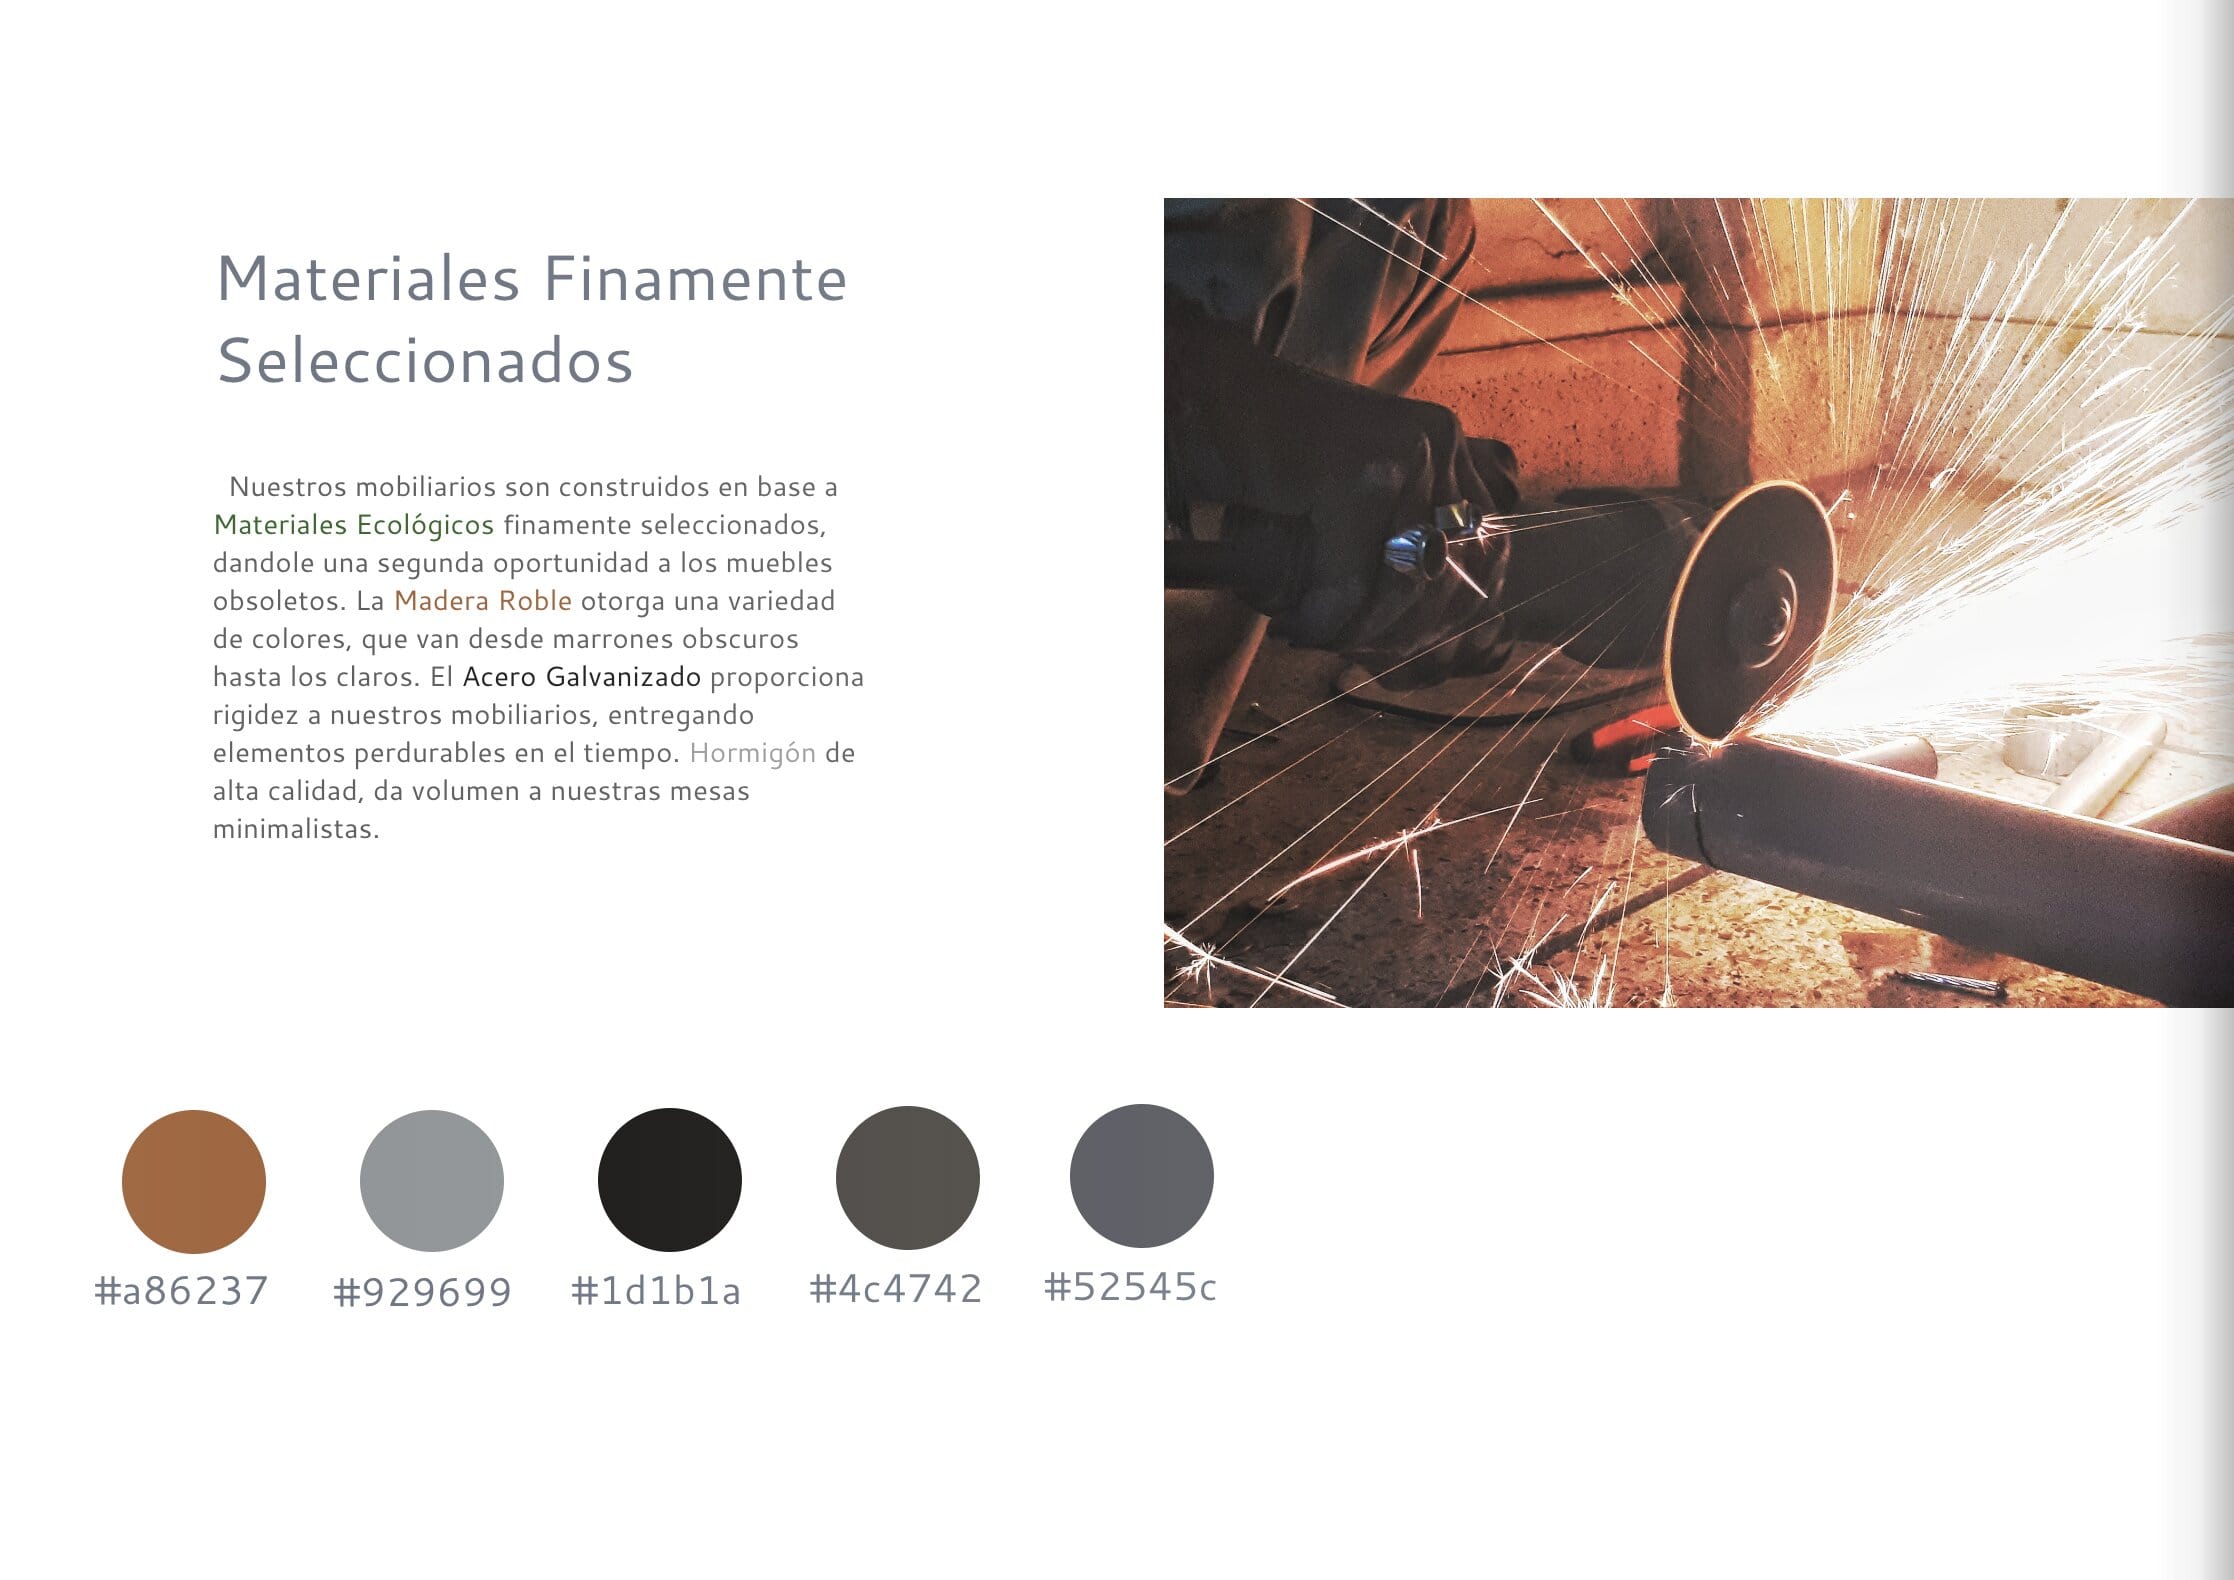 Materiales Finamente
Seleccionados
Nuestros mobiliarios son construidos en base a
Materiales Ecológicos finamente seleccionados,
dandole una segunda oportunidad a los muebles
obsoletos. La Madera Roble otorga una variedad
de colores, que van desde marrones obscuros
hasta los claros. El Acero Galvanizado proporciona
rigidez a nuestros mobiliarios, entregando
elementos perdurables en el tiempo. Hormigón de
alta calidad, da volumen a nuestras mesas
minimalistas.
#a86237 #929699 #1d1b1a #4c4742 #52545c